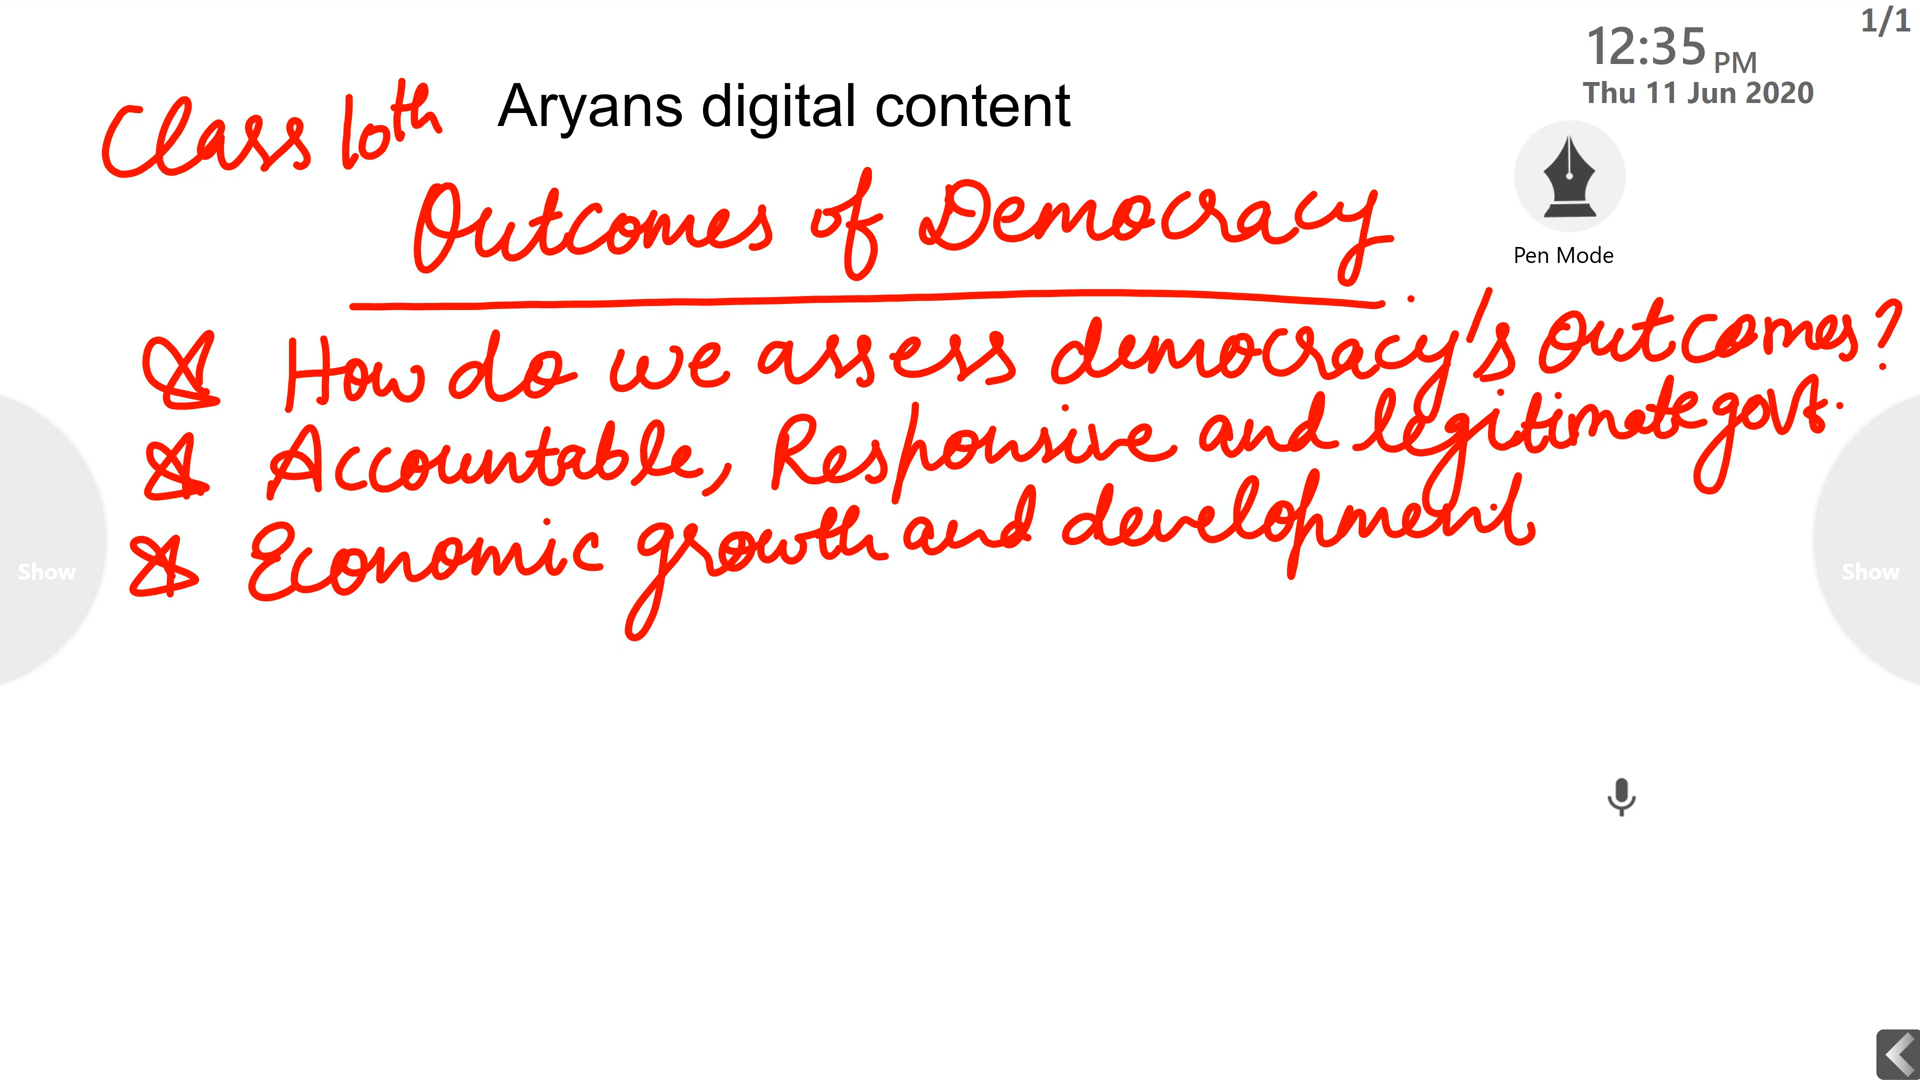 1/1
12:35 PM
Thu 11 Jun 2020
Class 10th Aryans digital content
Outcomes of Democracy
Pen Mode
How do we assess democracy's outcomes?
Accountable, Responsive and legitimate govt.
Economic growth and development
Show
Show